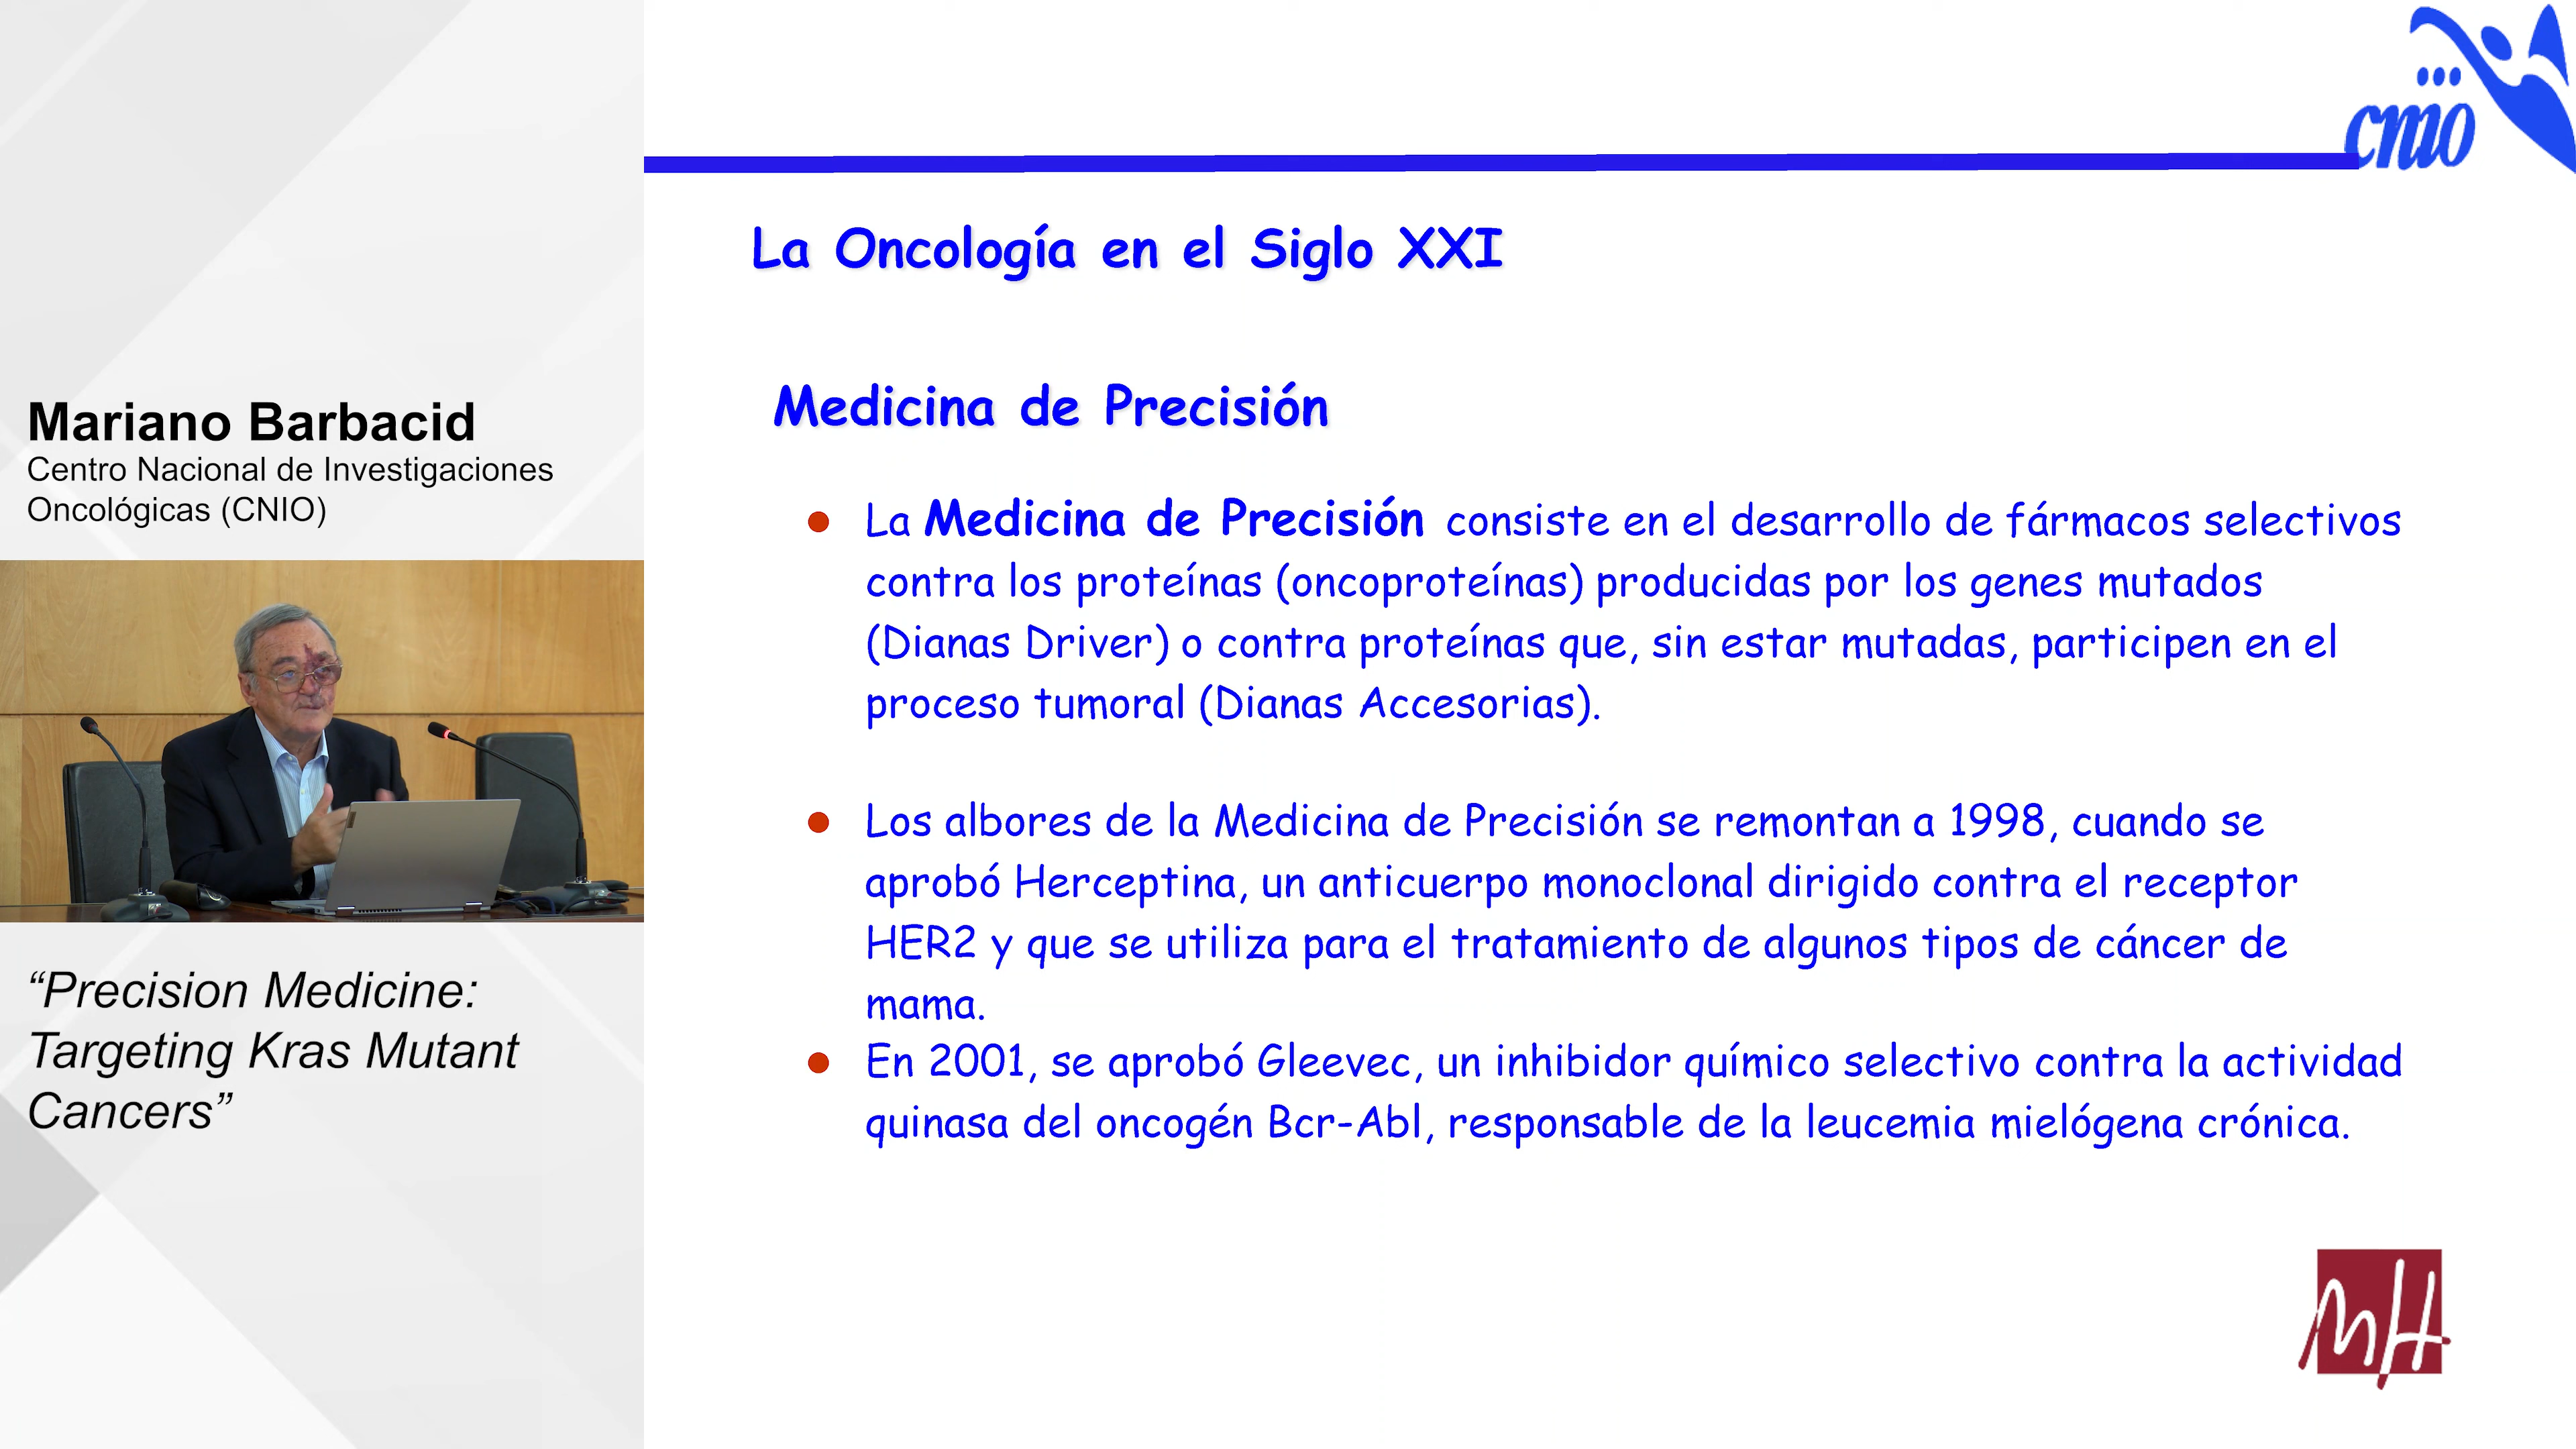 Mariano Barbacid
Centro Nacional de Investigaciones
Oncológicas (CNIO)
“Precision Medicine:
Targeting Kras Mutant
Cancers”
cnio
La Oncología en el Siglo XXI
Medicina de Precisión
● La Medicina de Precisión consiste en el desarrollo de fármacos selectivos
contra los proteínas (oncoproteínas) producidas por los genes mutados
(Dianas Driver) o contra proteínas que, sin estar mutadas, participen en el
proceso tumoral (Dianas Accesorias).
● Los albores de la Medicina de Precisión se remontan a 1998, cuando se
aprobó Herceptina, un anticuerpo monoclonal dirigido contra el receptor
HER2 y que se utiliza para el tratamiento de algunos tipos de cáncer de
mama.
● En 2001, se aprobó Gleevec, un inhibidor químico selectivo contra la actividad
quinasa del oncogén Bcr-Abl, responsable de la leucemia mielógena crónica.
MH